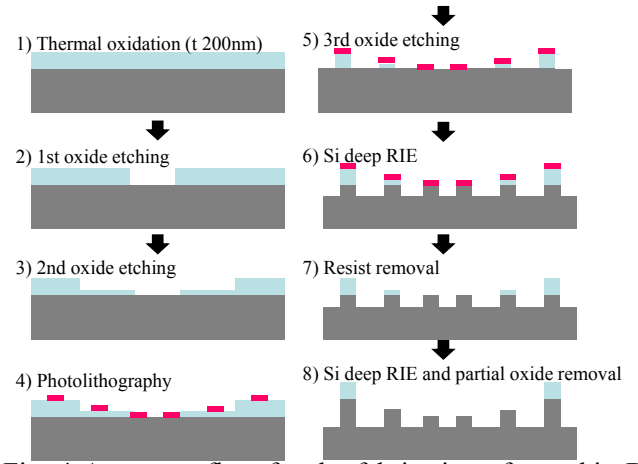 1) Thermal oxidation (t 200nm)
2) 1st oxide etching
3) 2nd oxide etching
4) Photolithography
5) 3rd oxide etching
6) Si deep RIE
7) Resist removal
8) Si deep RIE and partial oxide removal